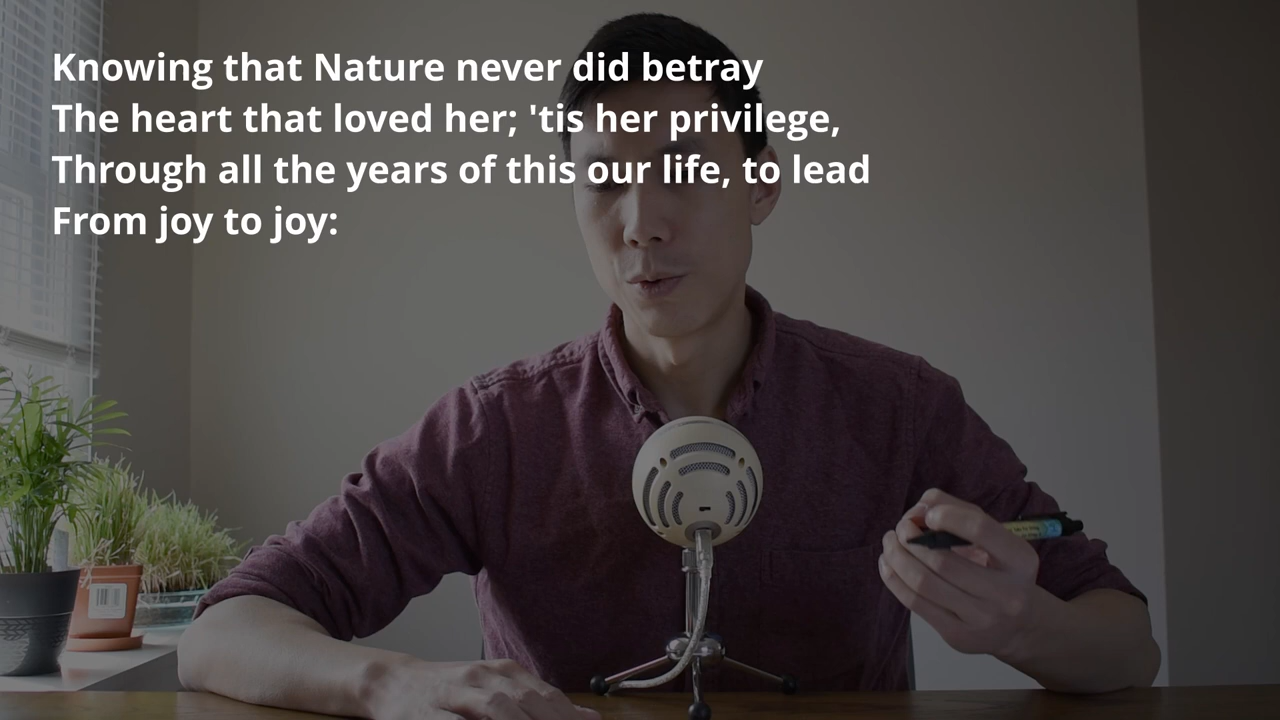 Knowing that Nature never did betray
The heart that loved her; 'tis her privilege,
Through all the years of this our life, to lead
From joy to joy: